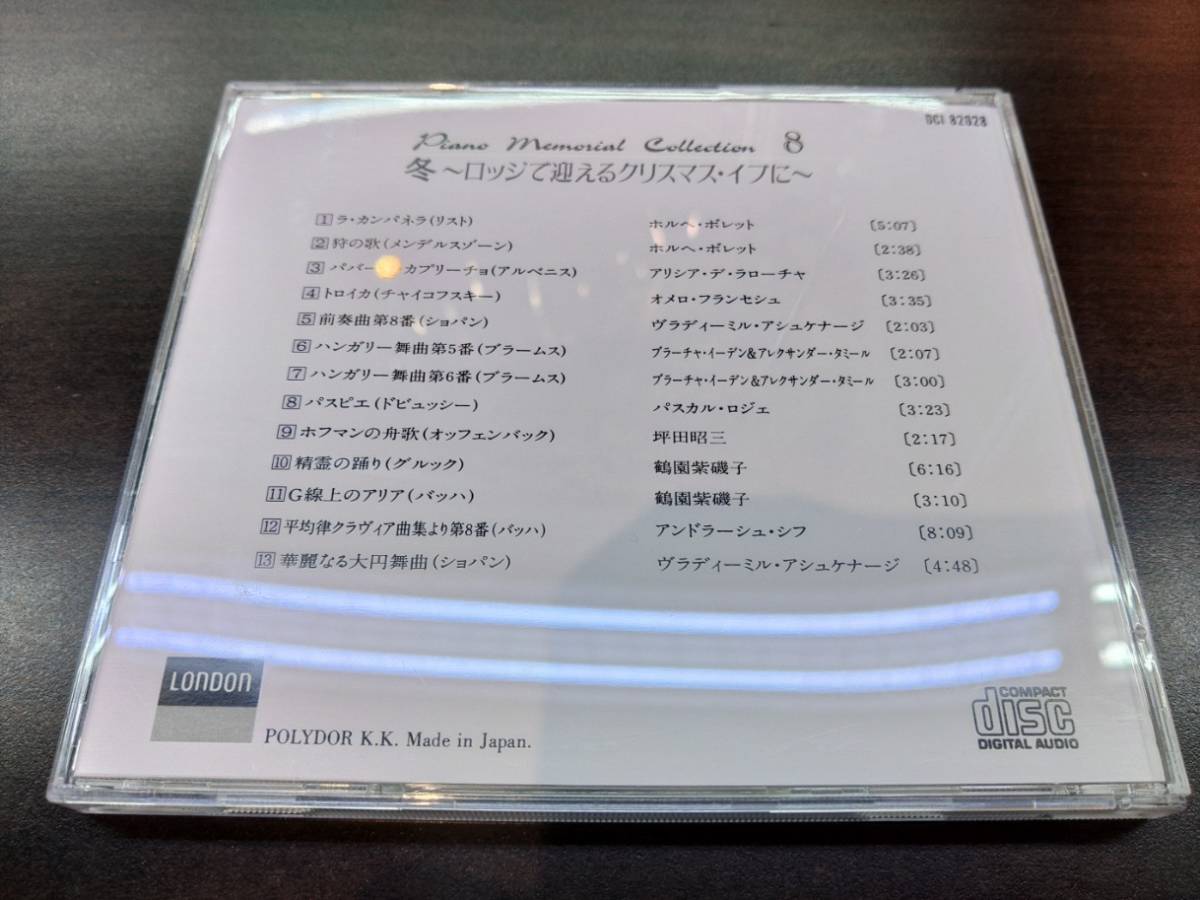 DCI 82828
Piano Memorial Collection 8
冬～ロッジで迎えるクリスマス・イブに～
1 ラ・カンパネラ(リスト) ホルヘ・ボレット [5:07]
2 狩の歌(メンデルスゾーン) ホルヘ・ボレット [2:38]
3 パバー カプリーチョ(アルベニス) アリシア・デ・ラローチャ [3:26]
4 トロイカ(チャイコフスキー) オメロ・フランセシュ [3:35]
5 前奏曲第8番(ショパン) ヴラディーミル・アシュケナージ [2:03]
6 ハンガリー舞曲第5番(ブラームス) ブラーチャ・イーデン&アレクサンダー・タミール [2:07]
7 ハンガリー舞曲第6番(ブラームス) ブラーチャ・イーデン&アレクサンダー・タミール [3:00]
8 パスピエ(ドビュッシー) パスカル・ロジェ [3:23]
9 ホフマンの舟歌(オッフェンバック) 坪田昭三 [2:17]
10 精霊の踊り(グルック) 鶴園紫磯子 [6:16]
11 G線上のアリア(バッハ) 鶴園紫磯子 [3:10]
12 平均律クラヴィア曲集より第8番(バッハ) アンドラーシュ・シフ [8:09]
13 華麗なる大円舞曲(ショパン) ヴラディーミル・アシュケナージ [4:48]
LONDON
POLYDOR K.K. Made in Japan.
COMPACT
disc
DIGITAL AUDIO